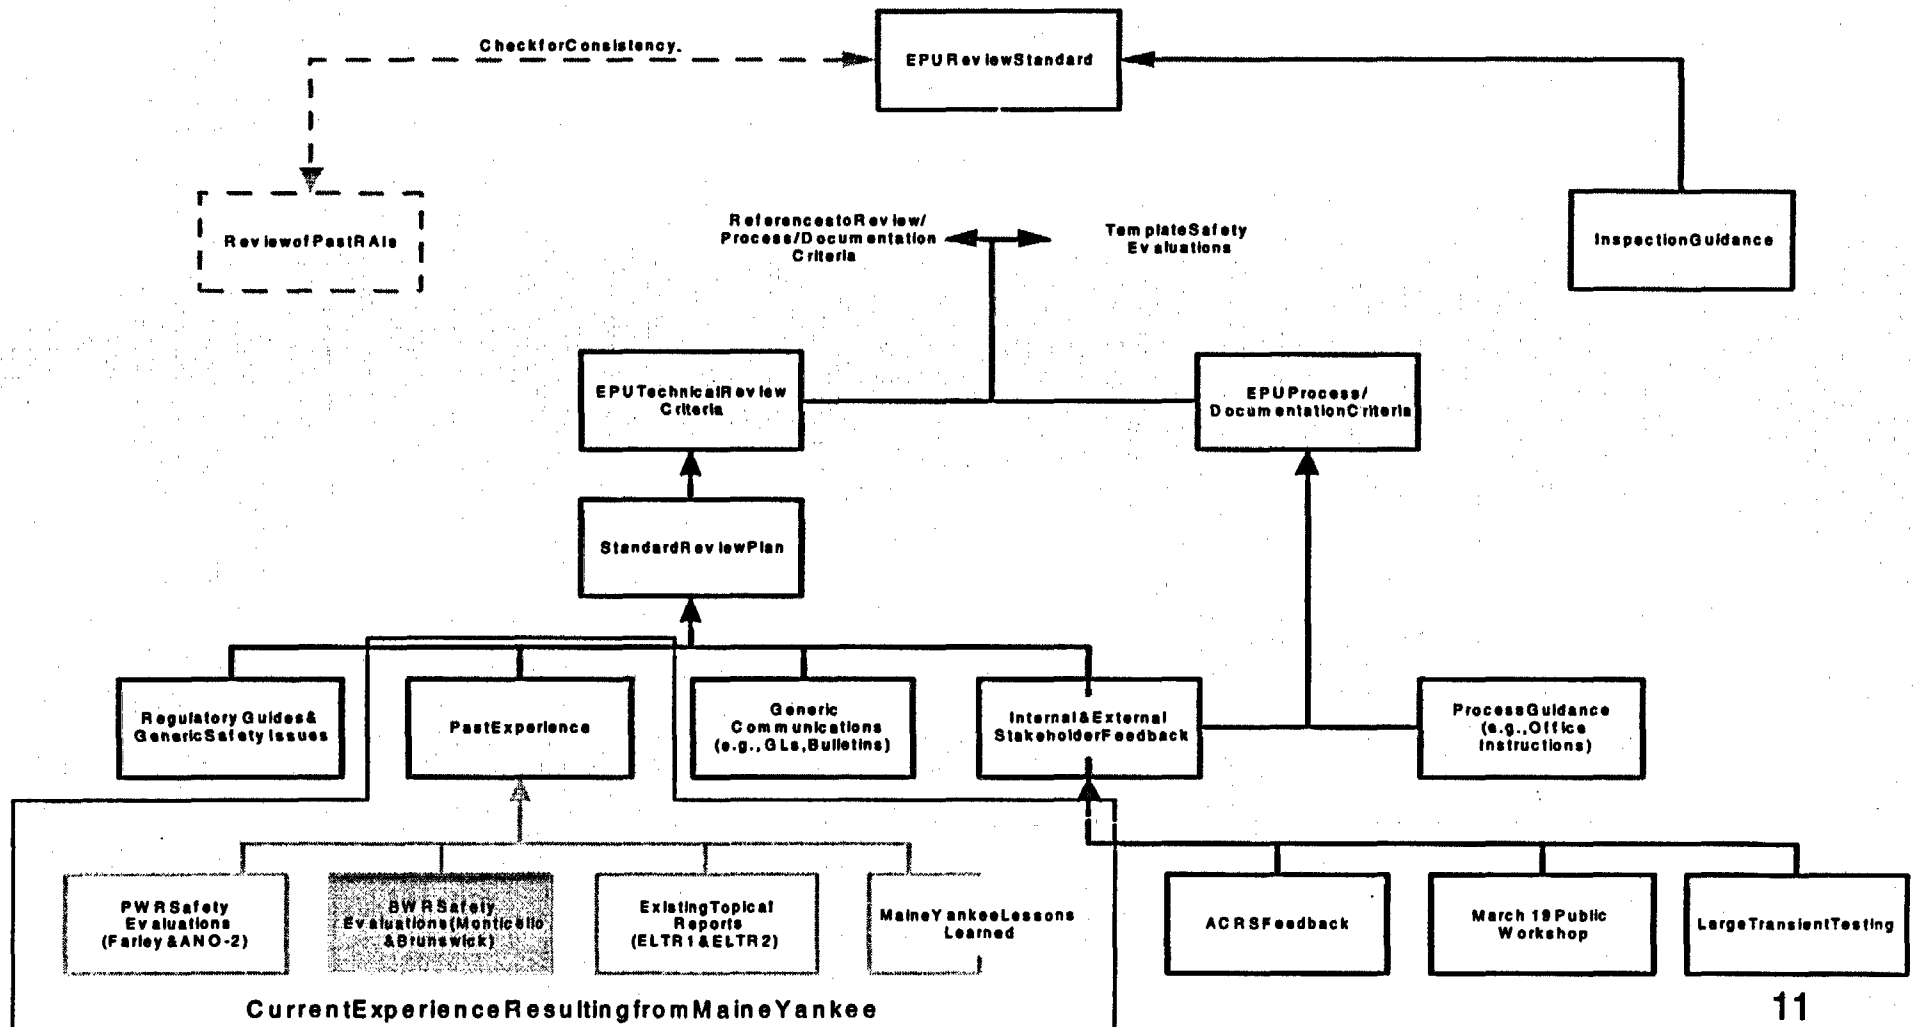 CheckforConsistency.
EPUReviewStandard
ReviewofPastRAIs
ReferencestoReview/
Process/Documentation
Criteria
TemplateSafety
Evaluations
InspectionGuidance
EPUTechnicalReview
Criteria
EPUProcess/
DocumentationCriteria
StandardReviewPlan
RegulatoryGuides&
GenericSafetyIssues
PastExperience
Generic
Communications
(e.g.,GLs,Bulletins)
Internal&External
StakeholderFeedback
ProcessGuidance
(e.g.,Office
Instructions)
PWRSafety
Evaluations
(Farley&ANO-2)
BWRSafety
Evaluations(Monticello
&Brunswick)
ExistingTopical
Reports
(ELTR1&ELTR2)
MaineYankeeLessons
Learned
ACRSFeedback
March19Public
Workshop
LargeTransientTesting
CurrentExperienceResultingfromMaineYankee
11